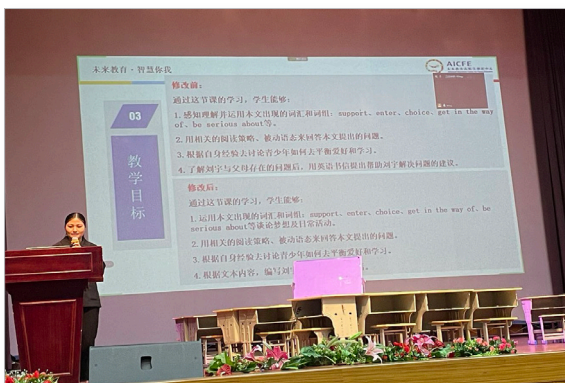 未来教育·智慧你我
AICFE
03
教学目标
修改前:
通过这节课的学习,学生能够:
1.感知理解并运用本文出现的词汇和词组:support、enter、choice、get in the way
of、be serious about等。
2.用相关的阅读策略、被动语态来回答本文提出的问题。
3.根据自身经验去讨论青少年如何去平衡爱好和学习。
4.了解刘宇与父母存在的问题后,用英语书信提出帮助刘宇解决问题的建议。
修改后:
通过这节课的学习,学生能够:
1.运用本文出现的词汇和词组:support、enter、choice、get in the way of、be
serious about等谈论梦想及日常活动。
2.用相关的阅读策略、被动语态来回答本文提出的问题。
3.根据自身经验去讨论青少年如何去平衡爱好和学习。
4.根据文本内容,编写刘宇